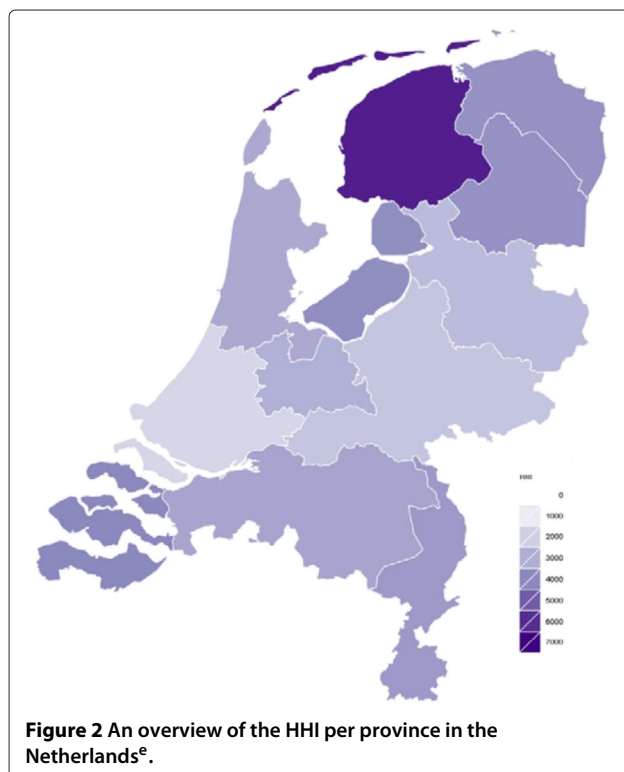 HHI
0
1000
2000
3000
4000
5000
6000
7000
Figure 2 An overview of the HHI per province in the
Netherlandsᵉ.